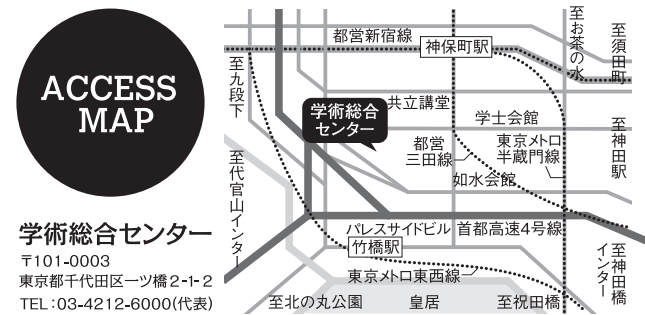 ACCESS
MAP
学術総合センター
〒101-0003
東京都千代田区一ツ橋2-1-2
TEL:03-4212-6000(代表)
都営新宿線
神保町駅
至お茶の水
至須田町
至九段下
学術総合
センター
共立講堂
学士会館
至神田駅
都営
三田線
東京メトロ
半蔵門線
如水会館
至代官山インター
パレスサイドビル
首都高速4号線
竹橋駅
至神田橋
インター
東京メトロ東西線
至北の丸公園
皇居
至祝田橋